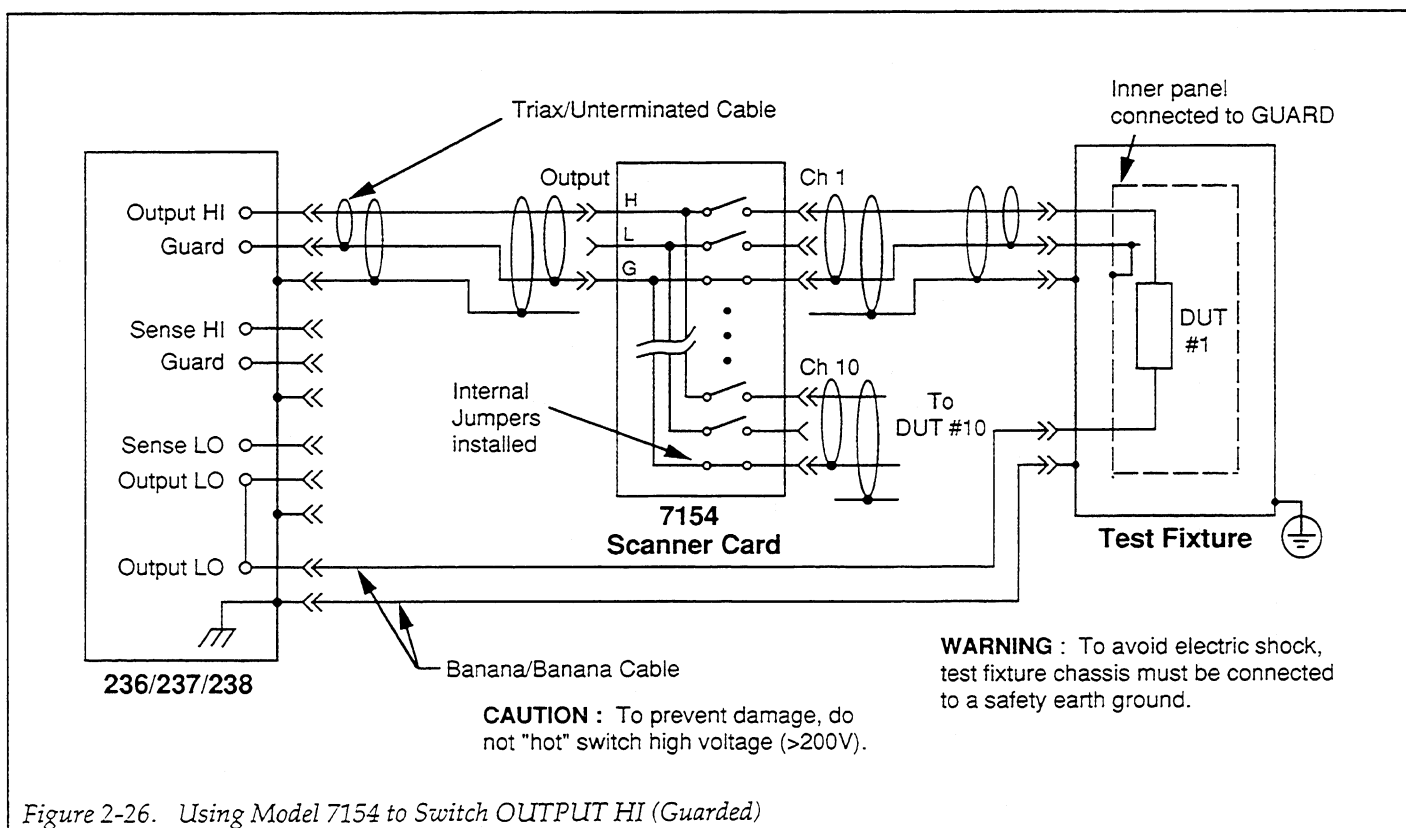 Inner panel
connected to GUARD
Triax/Unterminated Cable
Output
Ch 1
Output HI
H
Guard
L
G
Sense HI
Guard
DUT
#1
Ch 10
Internal
Jumpers
installed
To
DUT #10
Sense LO
Output LO
7154
Scanner Card
Test Fixture
Output LO
Banana/Banana Cable
236/237/238
WARNING : To avoid electric shock,
test fixture chassis must be connected
to a safety earth ground.
CAUTION : To prevent damage, do
not "hot" switch high voltage (>200V).
Figure 2-26. Using Model 7154 to Switch OUTPUT HI (Guarded)